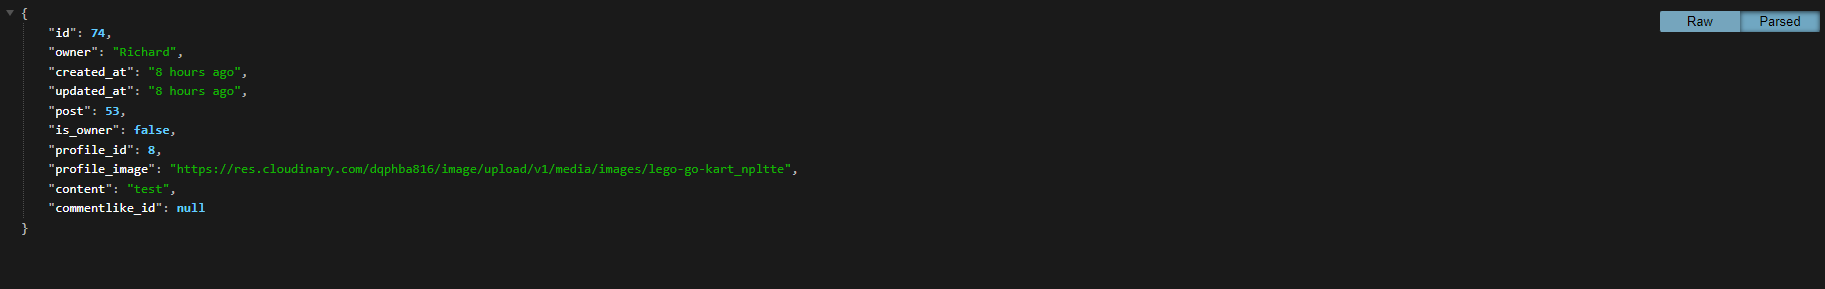 {
"id": 74,
"owner": "Richard",
"created_at": "8 hours ago",
"updated_at": "8 hours ago",
"post": 53,
"is_owner": false,
"profile_id": 8,
"profile_image": "https://res.cloudinary.com/dqphba816/image/upload/v1/media/images/lego-go-kart_npltte",
"content": "test",
"commentlike_id": null
}
Raw Parsed